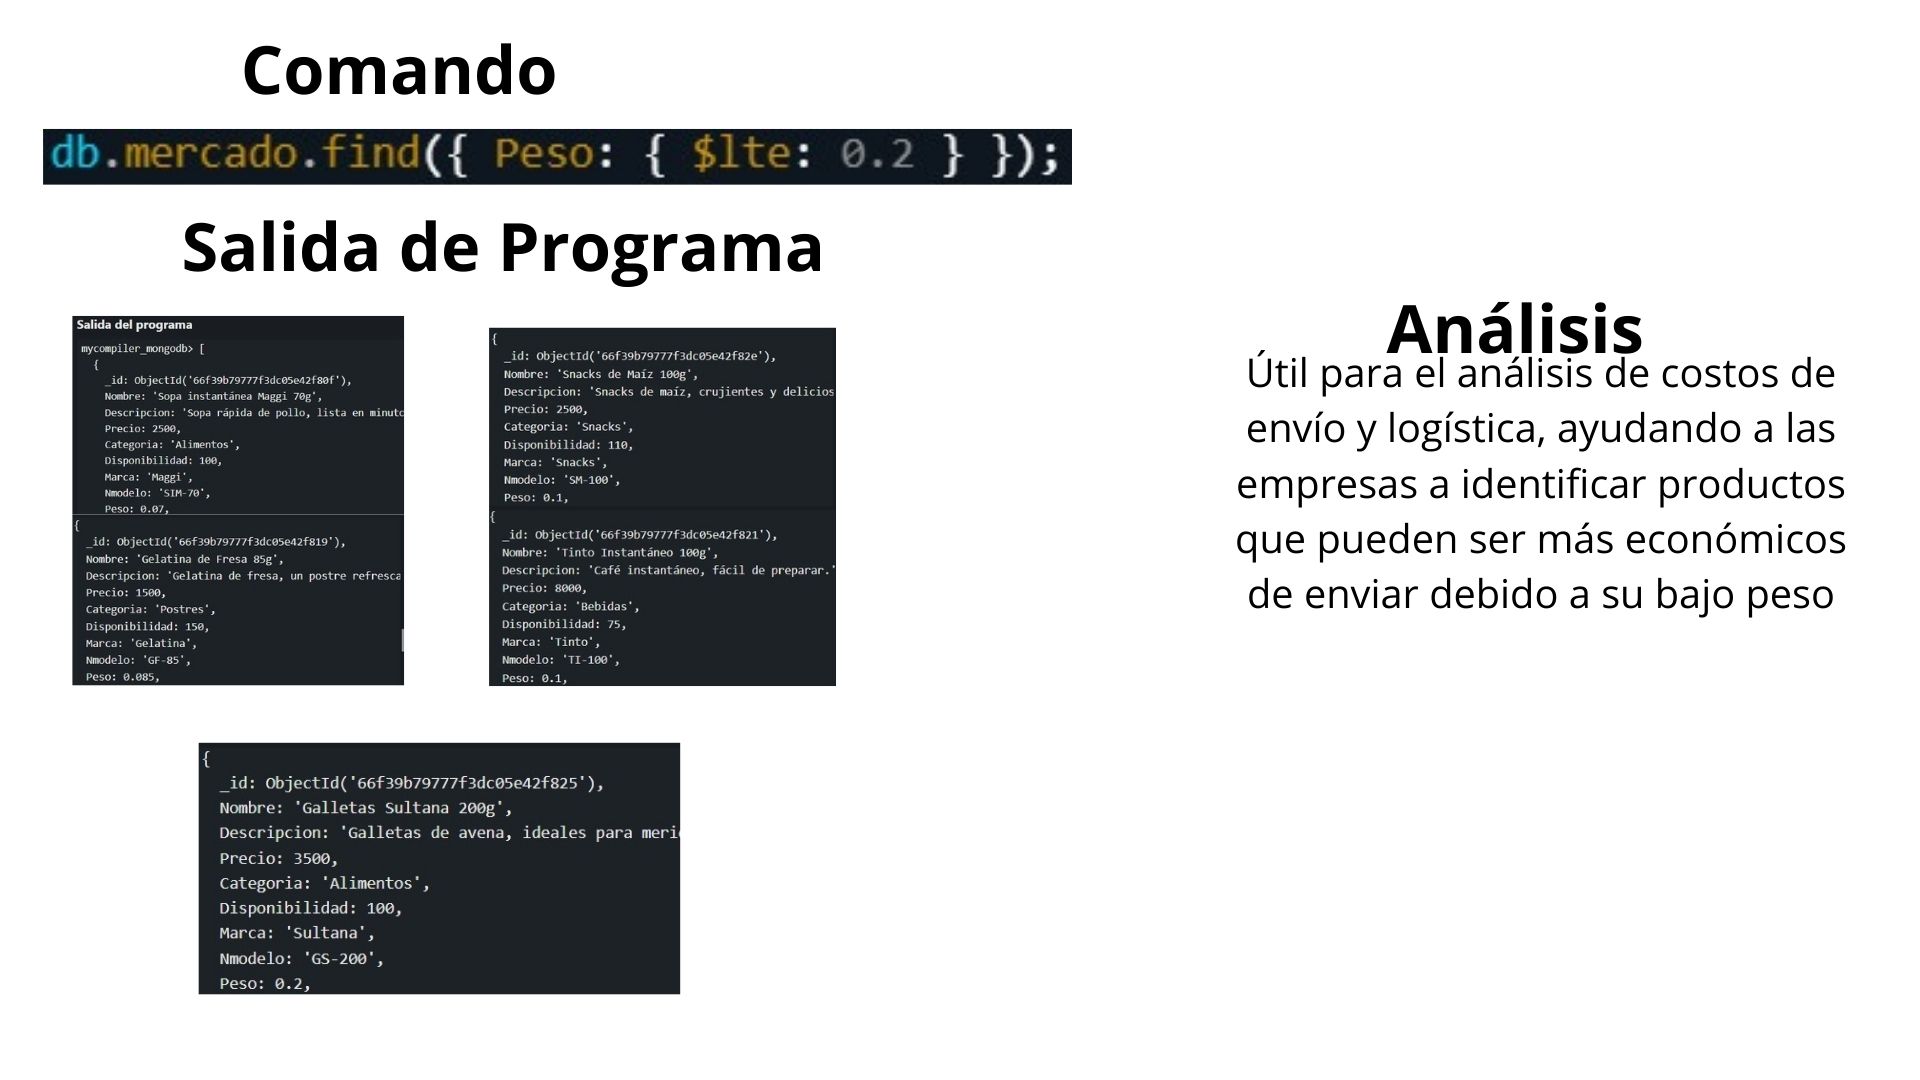 Comando
db.mercado.find({ Peso: { $lte: 0.2 } });
Salida de Programa
Salida del programa
mycompiler_mongodb> [
{
_id: ObjectId('66f39b79777f3dc05e42f80f'),
Nombre: 'Sopa instantánea Maggi 70g',
Descripcion: 'Sopa rápida de pollo, lista en minuto
Precio: 2500,
Categoria: 'Alimentos',
Disponibilidad: 100,
Marca: 'Maggi',
Nmodelo: 'SIM-70',
Peso: 0.07,
{
_id: ObjectId('66f39b79777f3dc05e42f819'),
Nombre: 'Gelatina de Fresa 85g',
Descripcion: 'Gelatina de fresa, un postre refresca
Precio: 1500,
Categoria: 'Postres',
Disponibilidad: 150,
Marca: 'Gelatina',
Nmodelo: 'GF-85',
Peso: 0.085,
{
_id: ObjectId('66f39b79777f3dc05e42f82e'),
Nombre: 'Snacks de Maíz 100g',
Descripcion: 'Snacks de maíz, crujientes y delicios
Precio: 2500,
Categoria: 'Snacks',
Disponibilidad: 110,
Marca: 'Snacks',
Nmodelo: 'SM-100',
Peso: 0.1,
{
_id: ObjectId('66f39b79777f3dc05e42f821'),
Nombre: 'Tinto Instantáneo 100g',
Descripcion: 'Café instantáneo, fácil de preparar.'
Precio: 8000,
Categoria: 'Bebidas',
Disponibilidad: 75,
Marca: 'Tinto',
Nmodelo: 'TI-100',
Peso: 0.1,
{
_id: ObjectId('66f39b79777f3dc05e42f825'),
Nombre: 'Galletas Sultana 200g',
Descripcion: 'Galletas de avena, ideales para meri
Precio: 3500,
Categoria: 'Alimentos',
Disponibilidad: 100,
Marca: 'Sultana',
Nmodelo: 'GS-200',
Peso: 0.2,
Análisis
Útil para el análisis de costos de
envío y logística, ayudando a las
empresas a identificar productos
que pueden ser más económicos
de enviar debido a su bajo peso